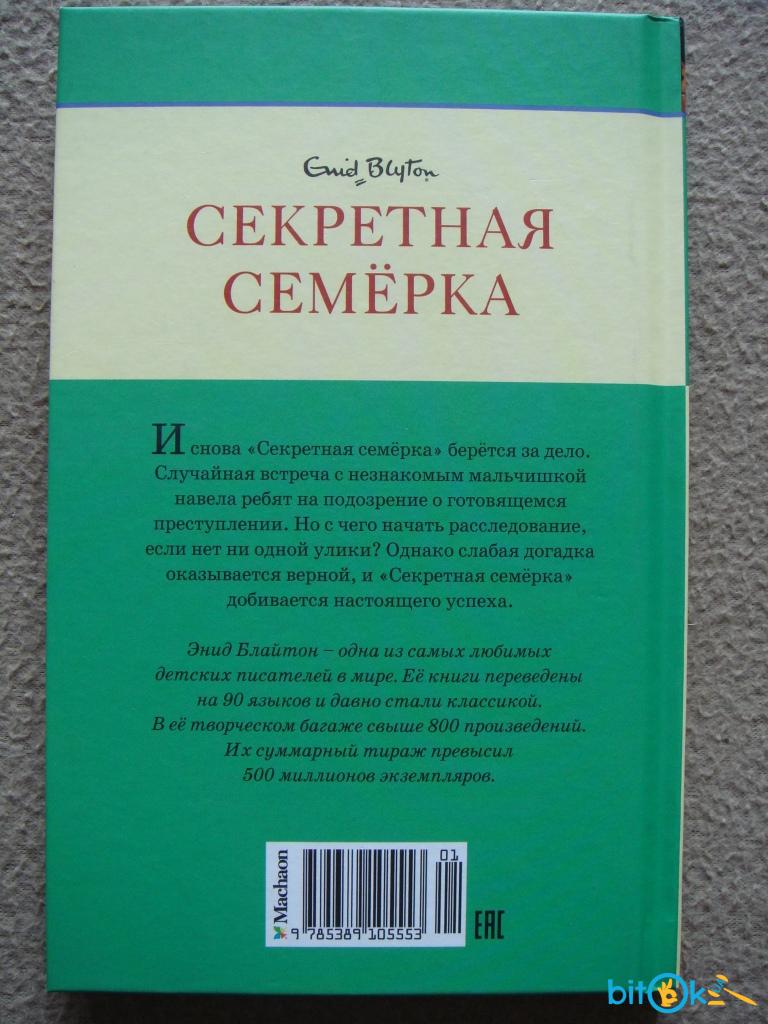 Enid Blyton
СЕКРЕТНАЯ
СЕМЁРКА
И снова «Секретная семёрка» берётся за дело.
Случайная встреча с незнакомым мальчишкой
навела ребят на подозрение о готовящемся
преступлении. Но с чего начать расследование,
если нет ни одной улики? Однако слабая догадка
оказывается верной, и «Секретная семёрка»
добивается настоящего успеха.
Энид Блайтон – одна из самых любимых
детских писателей в мире. Её книги переведены
на 90 языков и давно стали классикой.
В её творческом багаже свыше 800 произведений.
Их суммарный тираж превысил
500 миллионов экземпляров.
Machaon
01
9 785389 105553
EAC
bitok